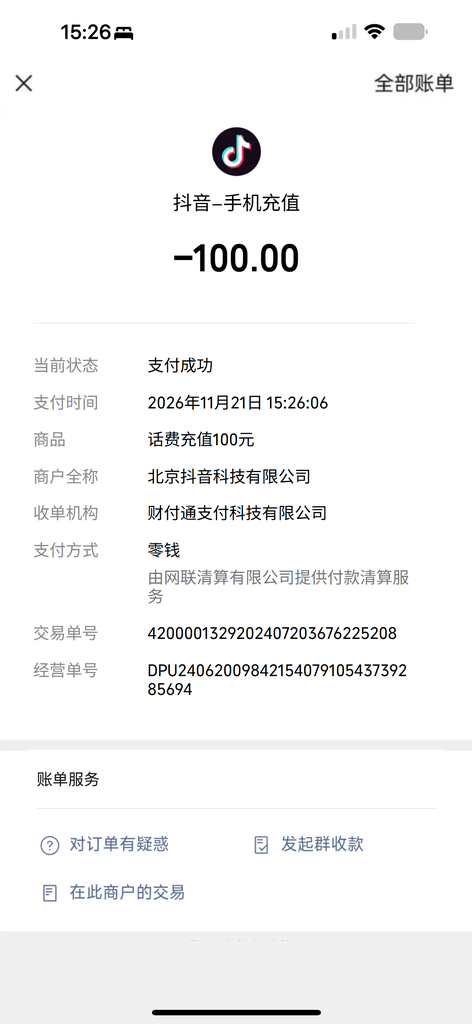 15:26
全部账单
抖音–手机充值
−100.00
当前状态 支付成功
支付时间 2026年11月21日 15:26:06
商品 话费充值100元
商户全称 北京抖音科技有限公司
收单机构 财付通支付科技有限公司
支付方式 零钱
由网联清算有限公司提供付款清算服
务
交易单号 4200001329202407203676225208
经营单号 DPU24062009842154079105437392
85694
账单服务
对订单有疑惑 发起群收款
在此商户的交易